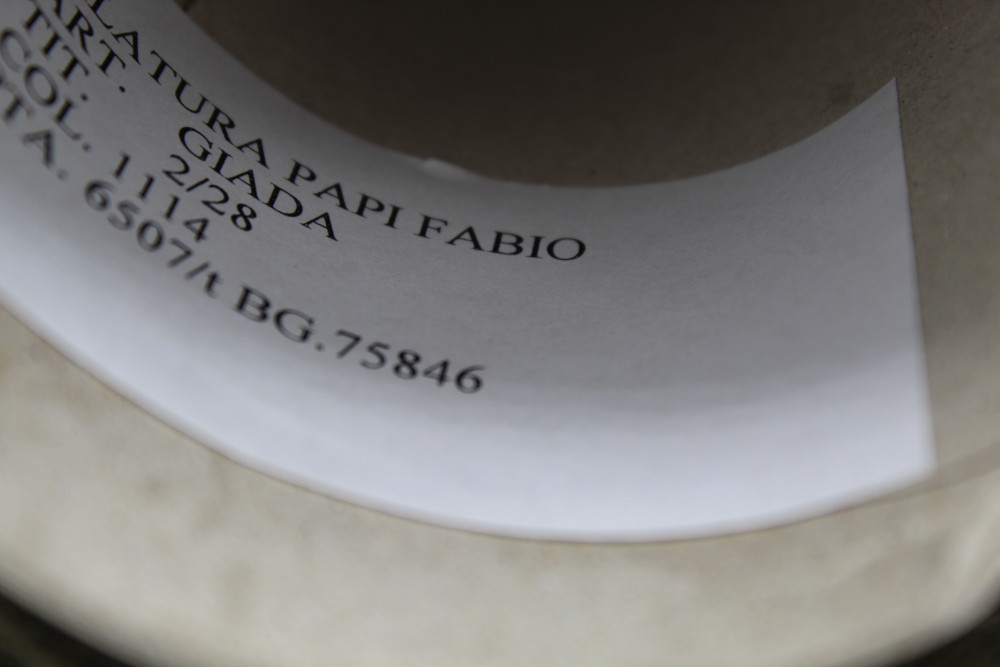 LATURA PAPI FABIO
ART. GIADA
TIT. 2/28
COL. 1114
TA. 6507/t BG.75846